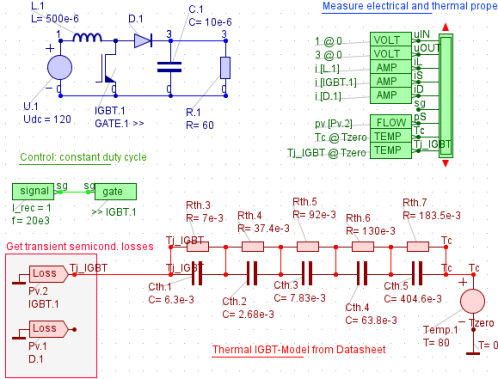 Measure electrical and thermal prope
L.1
L= 500e-6
D.1
C.1
C= 10e-6
1
3
3
3
U.1
Udc = 120
0
0
0
0
IGBT.1
GATE.1 >>
R.1
R= 60
1 @ 0 VOLT uIN
3 @ 0 VOLT uOUT
i [L.1] AMP iL
i [IGBT.1] AMP iS
i [D.1] AMP iD
sg
pv [Pv.2] FLOW pS
Tc @ Tzero TEMP Tc
Tj_IGBT @ Tzero TEMP Tj_IGBT
Control: constant duty cycle
signal sg sg gate
I_rec = 1
f= 20e3
>> IGBT.1
Get transient semicond. losses
Loss
Pv.2
IGBT.1
Loss
Pv.1
D.1
Tj_IGBT
Tj_IGBT
Tj_IGBT
Rth.3
R= 7e-3
Rth.4
R= 37.4e-3
Rth.5
R= 92e-3
Rth.6
R= 130e-3
Rth.7
R= 183.5e-3
Tc
Tc
Tc
Cth.1
C= 6.3e-3
Cth.2
C= 2.68e-3
Cth.3
C= 7.83e-3
Cth.4
C= 63.8e-3
Cth.5
C= 404.6e-3
Temp.1
T= 80
Tzero
T= 0
Thermal IGBT-Model from Datasheet